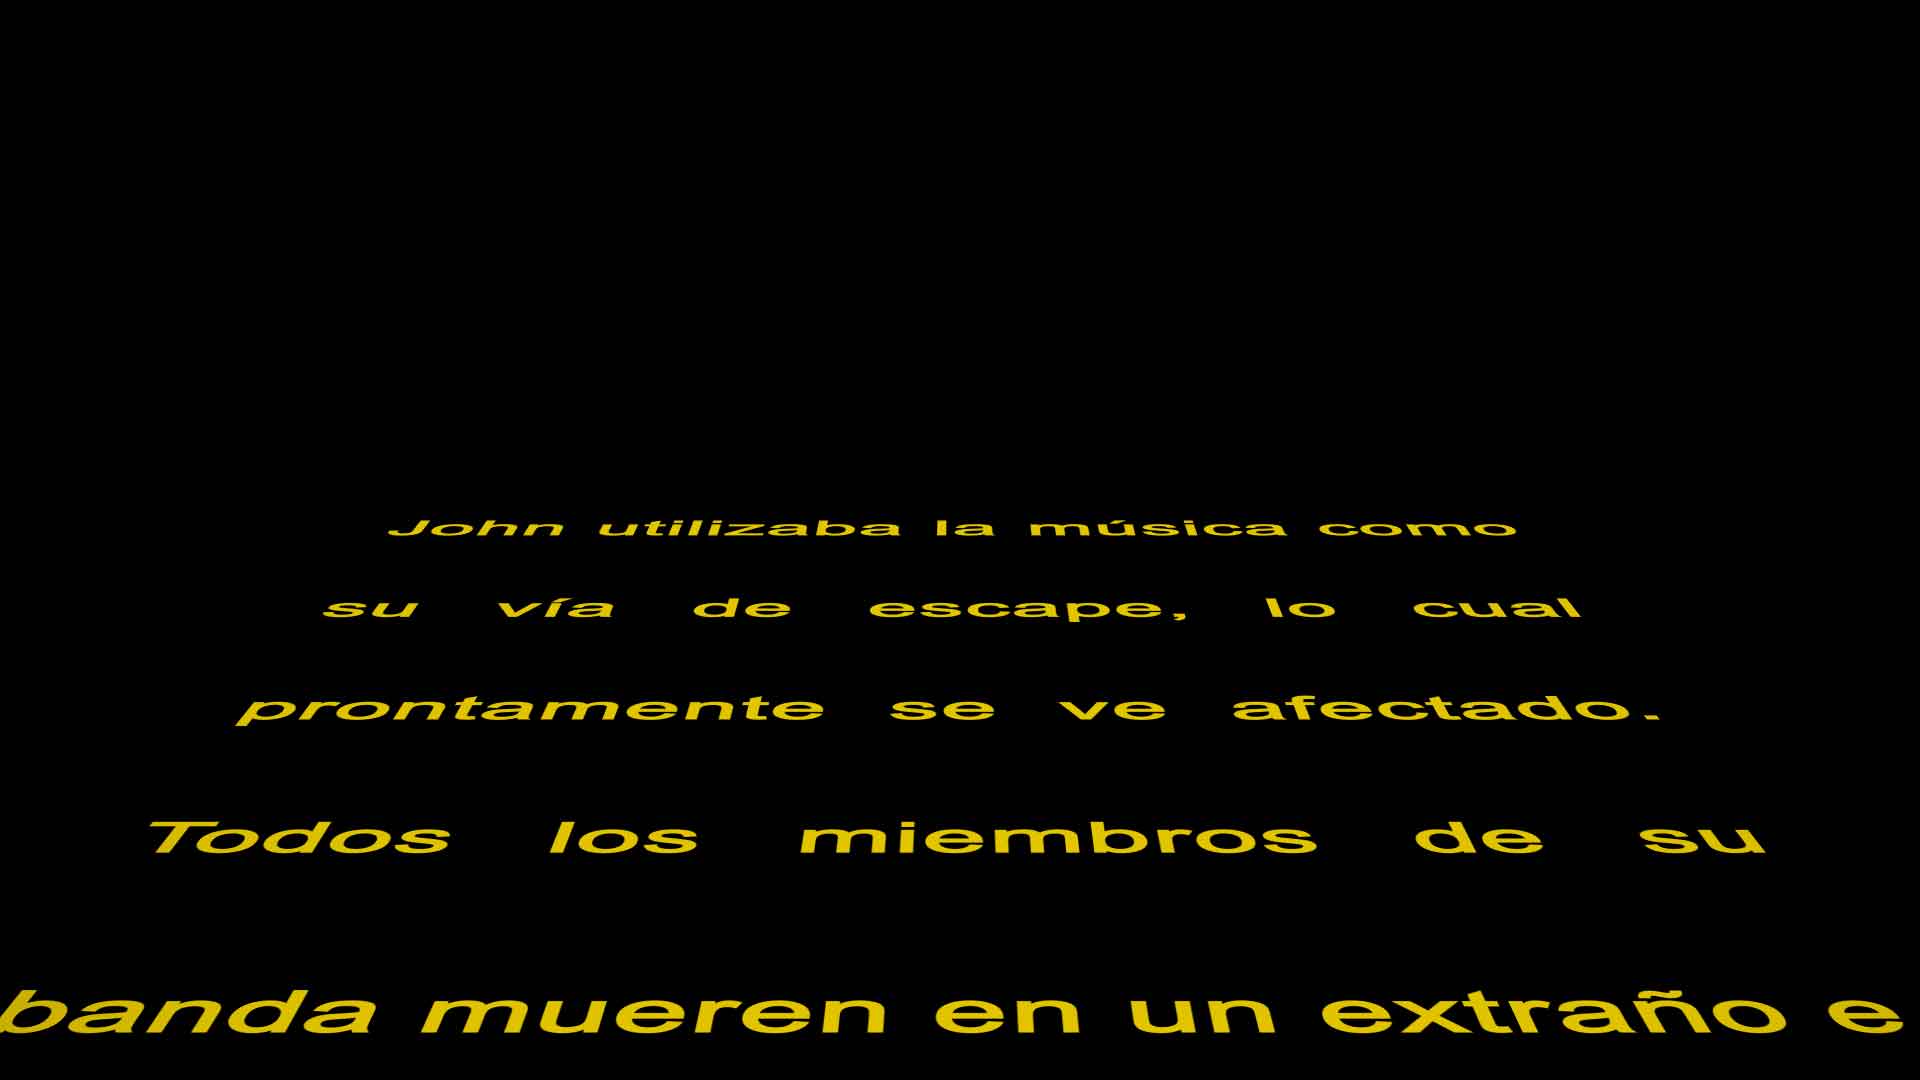 John utilizaba la música como
su vía de escape, lo cual
prontamente se ve afectado.
Todos los miembros de su
banda mueren en un extraño e